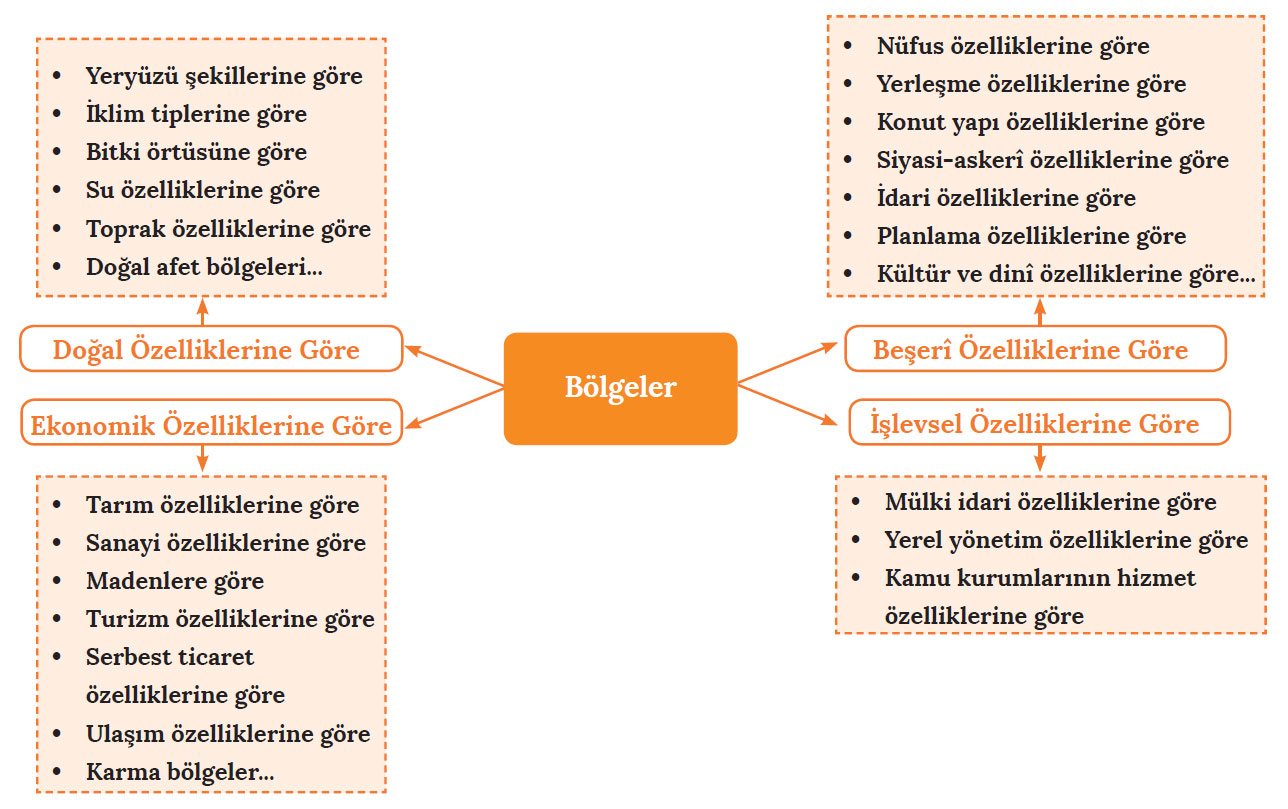 Yeryüzü şekillerine göre
İklim tiplerine göre
Bitki örtüsüne göre
Su özelliklerine göre
Toprak özelliklerine göre
Doğal afet bölgeleri...
Doğal Özelliklerine Göre
Nüfus özelliklerine göre
Yerleşme özelliklerine göre
Konut yapı özelliklerine göre
Siyasi-askerî özelliklerine göre
İdari özelliklerine göre
Planlama özelliklerine göre
Kültür ve dinî özelliklerine göre...
Beşerî Özelliklerine Göre
Bölgeler
Ekonomik Özelliklerine Göre
Tarım özelliklerine göre
Sanayi özelliklerine göre
Madenlere göre
Turizm özelliklerine göre
Serbest ticaret
özelliklerine göre
Ulaşım özelliklerine göre
Karma bölgeler...
İşlevsel Özelliklerine Göre
Mülki idari özelliklerine göre
Yerel yönetim özelliklerine göre
Kamu kurumlarının hizmet
özelliklerine göre